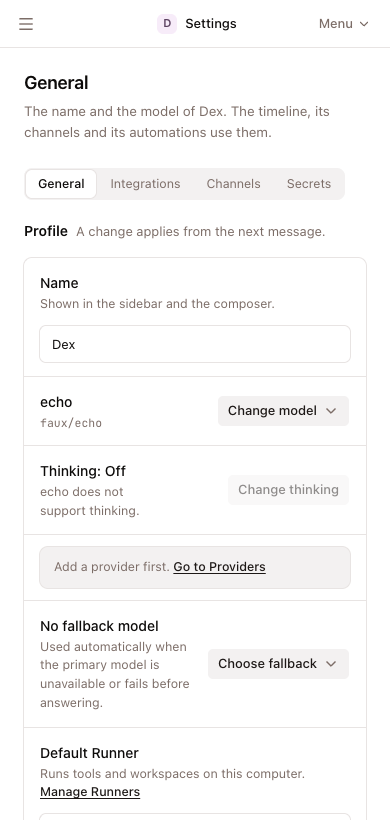 D Settings Menu
General
The name and the model of Dex. The timeline, its
channels and its automations use them.
General Integrations Channels Secrets
Profile A change applies from the next message.
Name
Shown in the sidebar and the composer.
Dex
echo
faux/echo
Change model
Thinking: Off
echo does not
support thinking.
Change thinking
Add a provider first. Go to Providers
No fallback model
Used automatically when
the primary model is
unavailable or fails before
answering.
Choose fallback
Default Runner
Runs tools and workspaces on this computer.
Manage Runners